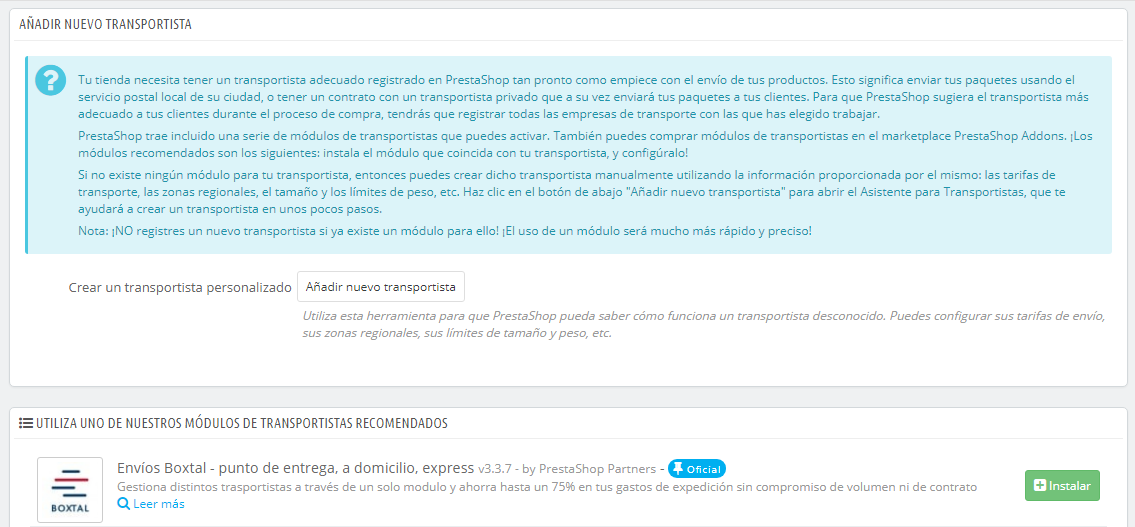 AÑADIR NUEVO TRANSPORTISTA
Tu tienda necesita tener un transportista adecuado registrado en PrestaShop tan pronto como empiece con el envío de tus productos. Esto significa enviar tus paquetes usando el
servicio postal local de su ciudad, o tener un contrato con un transportista privado que a su vez enviará tus paquetes a tus clientes. Para que PrestaShop sugiera el transportista más
adecuado a tus clientes durante el proceso de compra, tendrás que registrar todas las empresas de transporte con las que has elegido trabajar.
PrestaShop trae incluido una serie de módulos de transportistas que puedes activar. También puedes comprar módulos de transportistas en el marketplace PrestaShop Addons. ¡Los
módulos recomendados son los siguientes: instala el módulo que coincida con tu transportista, y configúralo!
Si no existe ningún módulo para tu transportista, entonces puedes crear dicho transportista manualmente utilizando la información proporcionada por el mismo: las tarifas de
transporte, las zonas regionales, el tamaño y los límites de peso, etc. Haz clic en el botón de abajo "Añadir nuevo transportista" para abrir el Asistente para Transportistas, que te
ayudará a crear un transportista en unos pocos pasos.
Nota: ¡NO registres un nuevo transportista si ya existe un módulo para ello! ¡El uso de un módulo será mucho más rápido y preciso!
Crear un transportista personalizado Añadir nuevo transportista
Utiliza esta herramienta para que PrestaShop pueda saber cómo funciona un transportista desconocido. Puedes configurar sus tarifas de envío,
sus zonas regionales, sus límites de tamaño y peso, etc.
UTILIZA UNO DE NUESTROS MÓDULOS DE TRANSPORTISTAS RECOMENDADOS
Envíos Boxtal - punto de entrega, a domicilio, express v3.3.7 - by PrestaShop Partners - Oficial
Gestiona distintos trasportistas a través de un solo modulo y ahorra hasta un 75% en tus gastos de expedición sin compromiso de volumen ni de contrato
Leer más
BOXTAL
Instalar